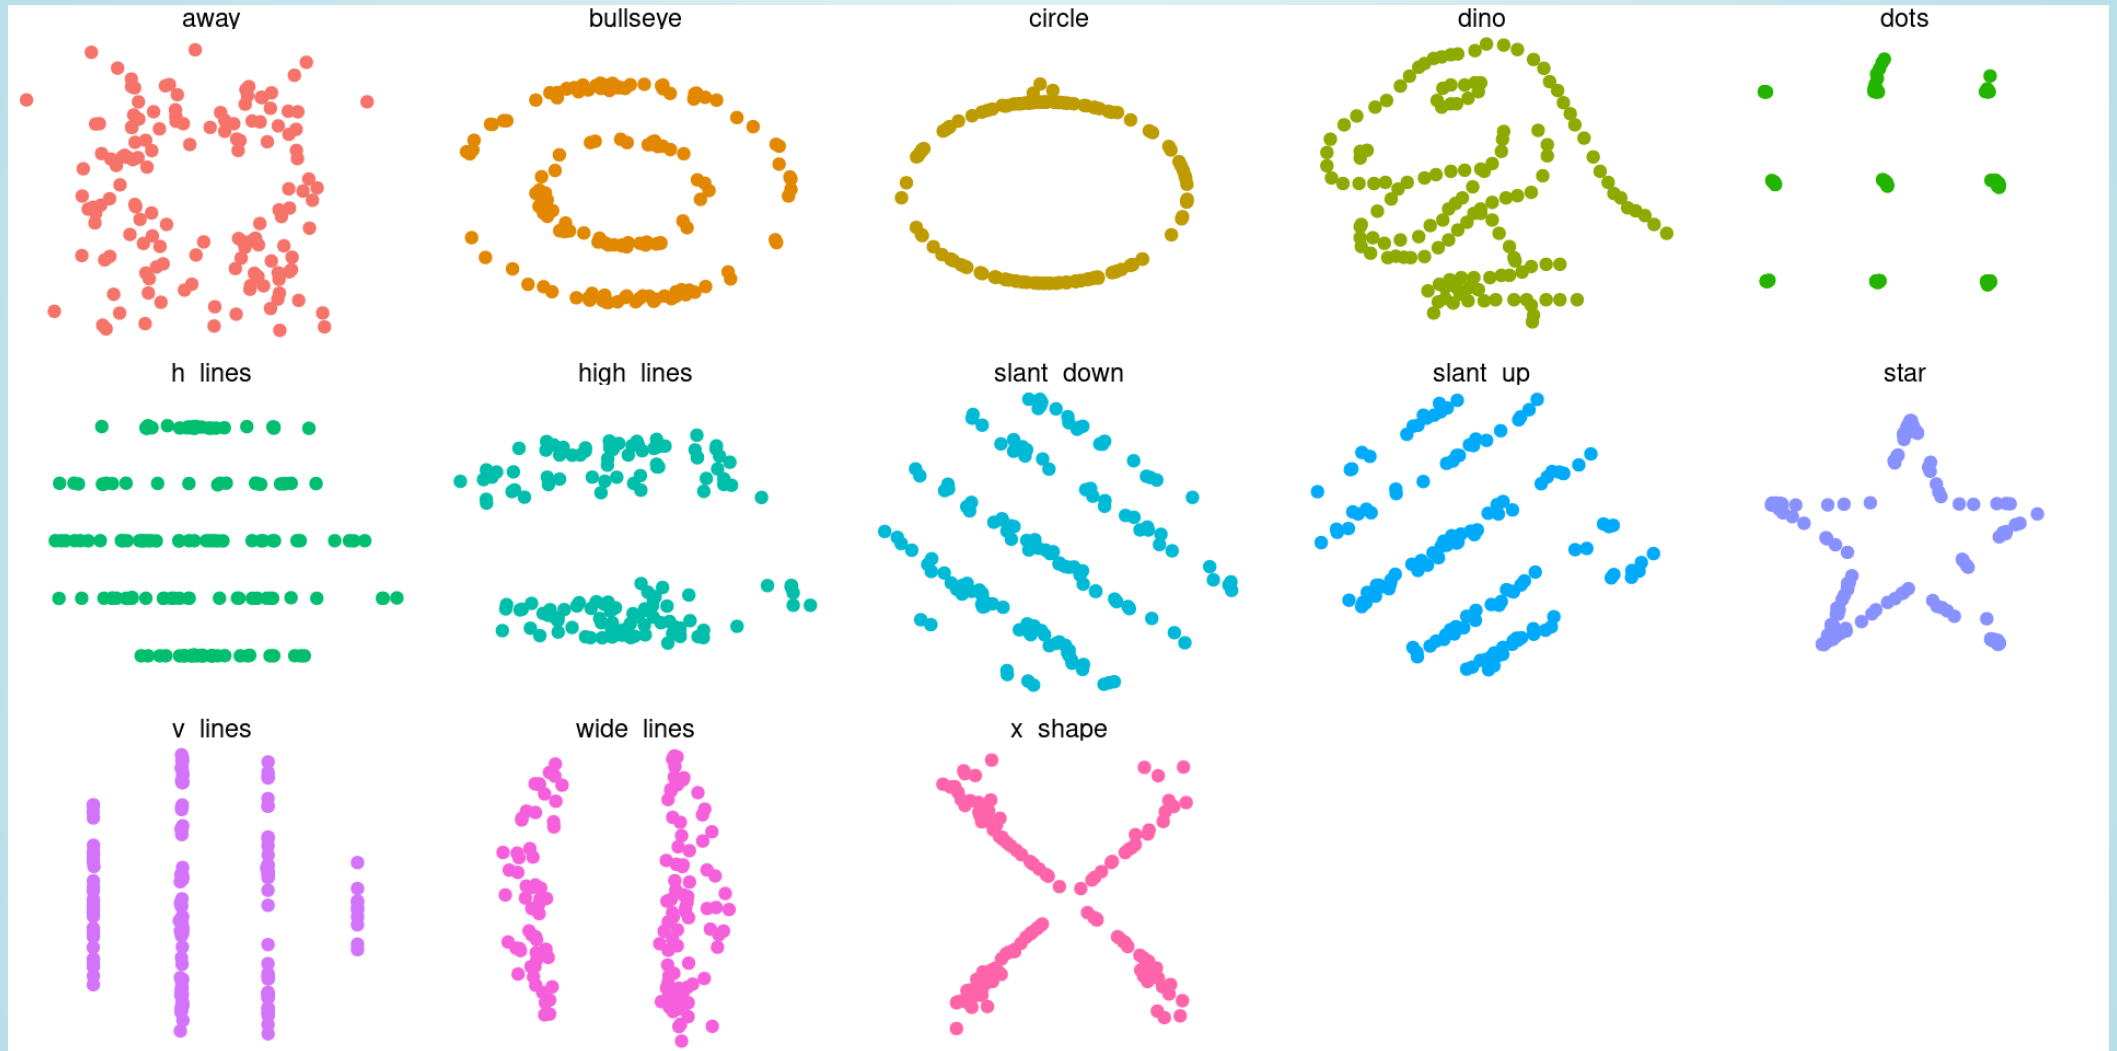 away
bullseye
circle
dino
dots
h lines
high lines
slant down
slant up
star
v lines
wide lines
x shape